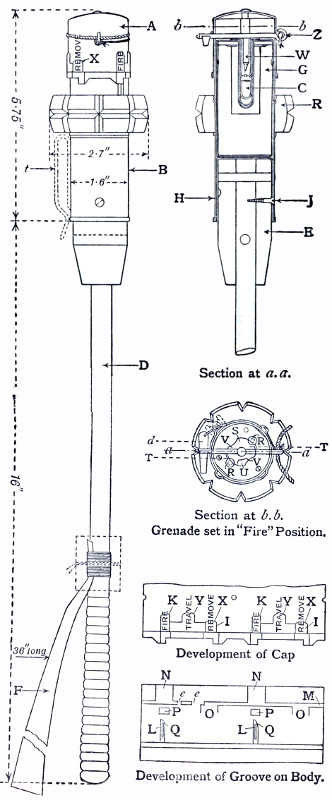 A
REMOVE
X
FIRE
5·75"
2·7"
t
1·6"
B
D
16"
36" long
F
b
b
Z
W
G
C
R
H
J
E
Section at a.a.
d
a
T
S
V
R
R
U
V
a
T
Section at b.b.
Grenade set in "Fire" Position.
K Y X K Y X
FIRE TRAVEL REMOVE FIRE TRAVEL REMOVE
I I
Development of Cap
N N
e e M
P O P O
L Q L Q
Development of Groove on Body.